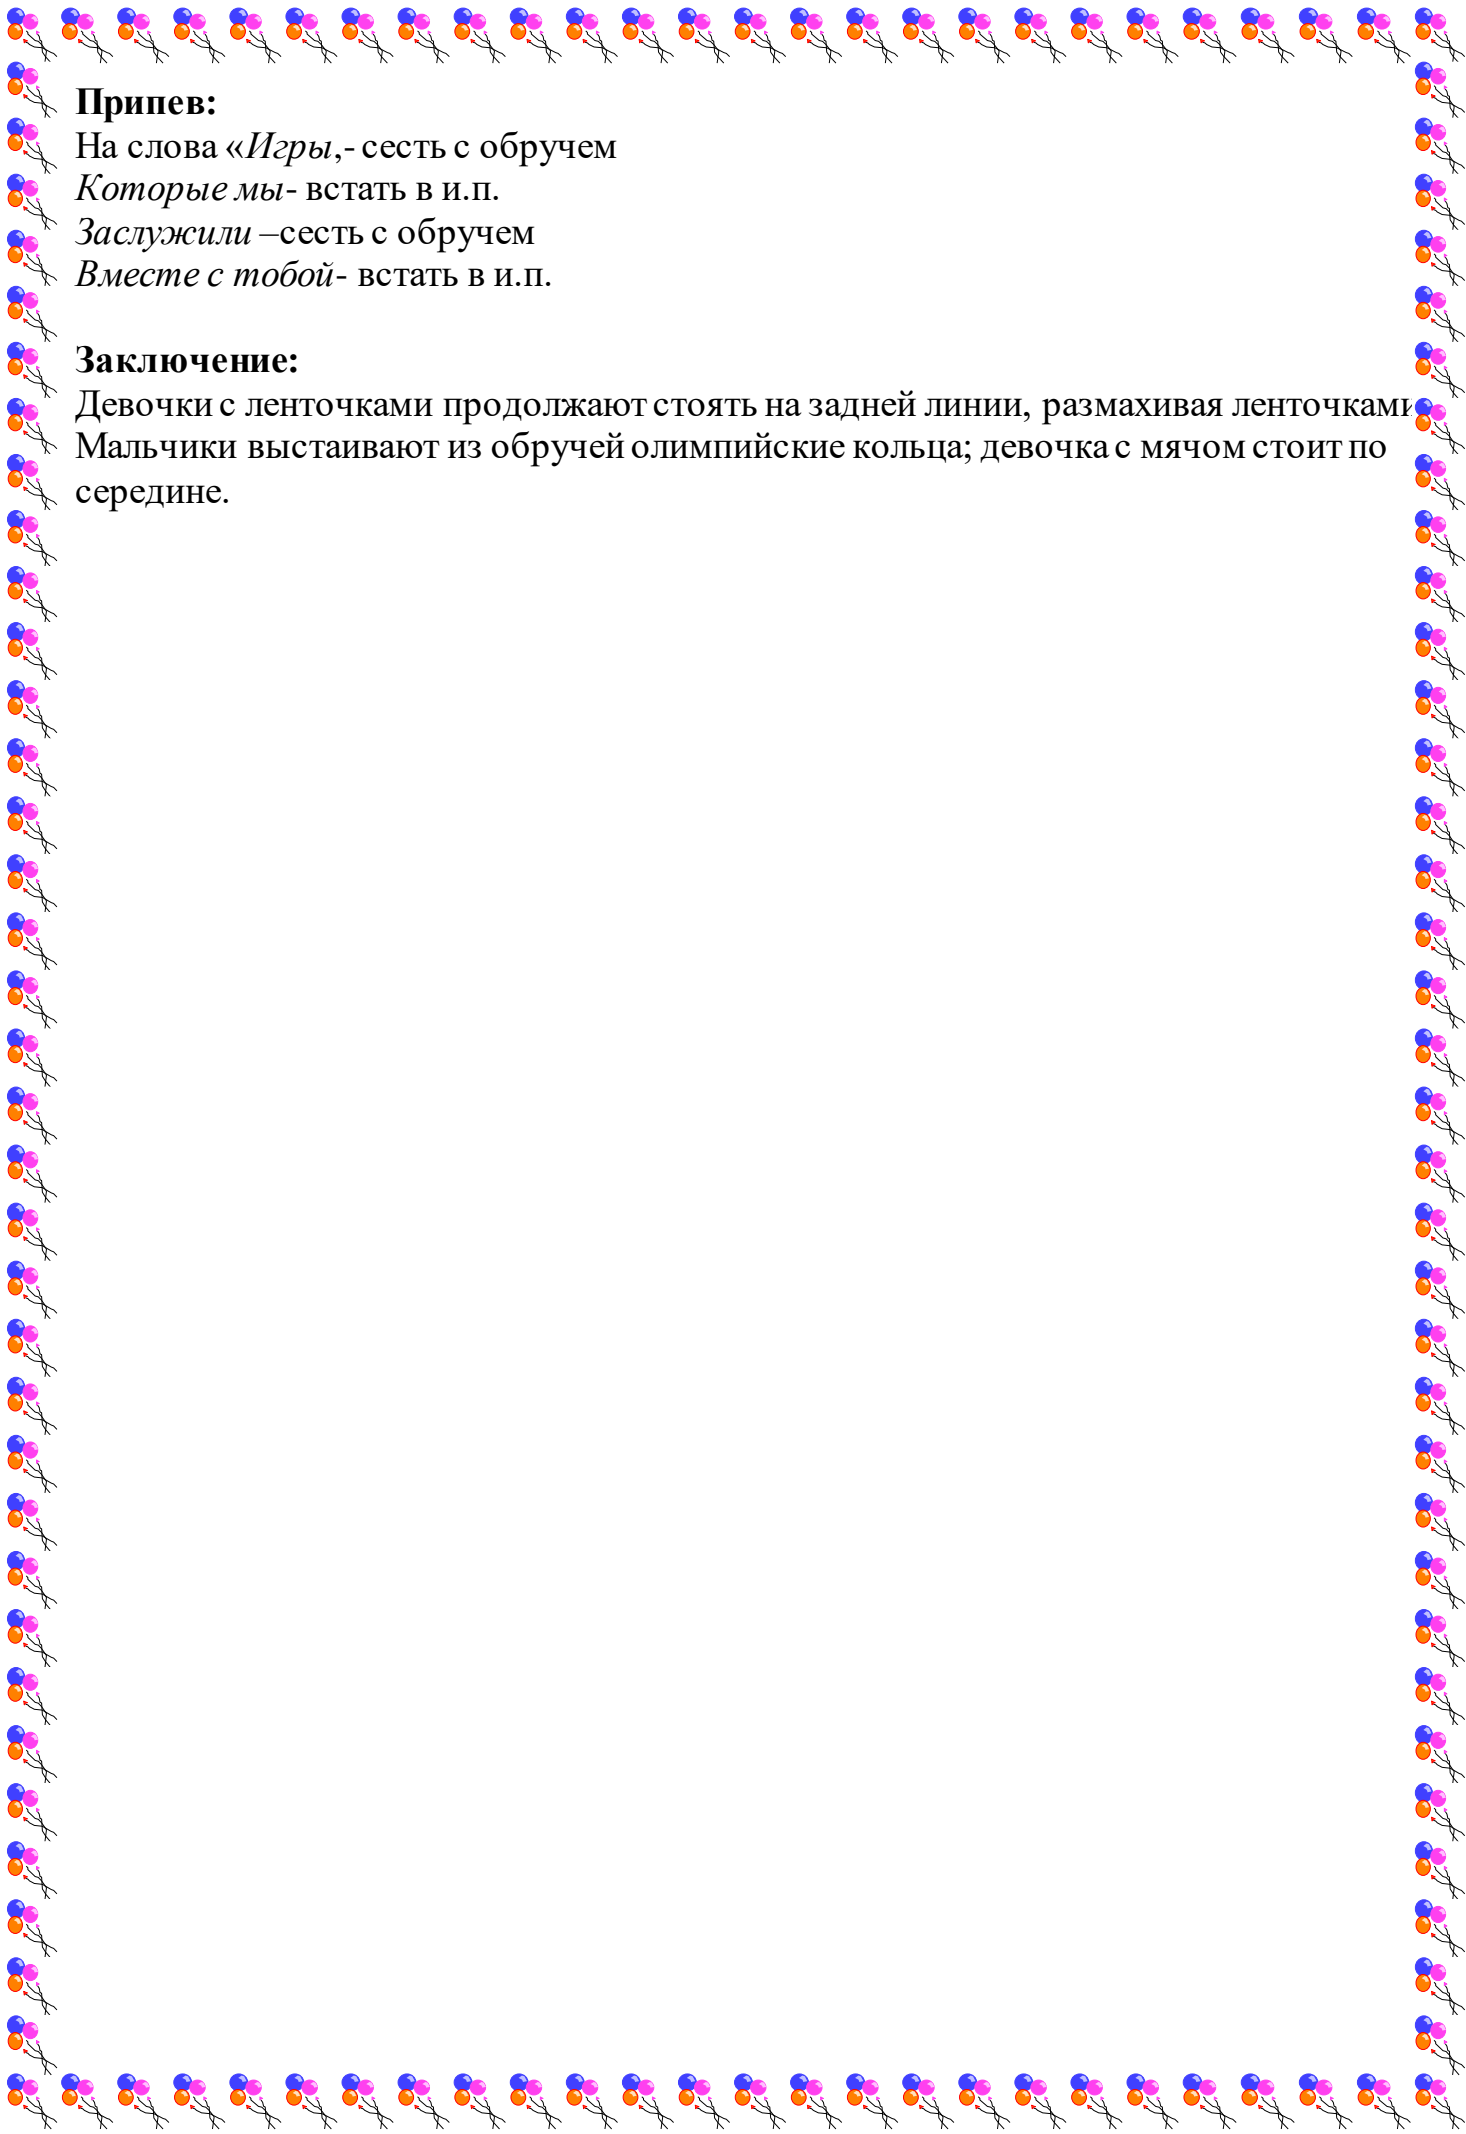 Припев:
На слова «Игры,- сесть с обручем
Которые мы- встать в и.п.
Заслужили –сесть с обручем
Вместе с тобой- встать в и.п.
Заключение:
Девочки с ленточками продолжают стоять на задней линии, размахивая ленточками
Мальчики выстаивают из обручей олимпийские кольца; девочка с мячом стоит по
середине.